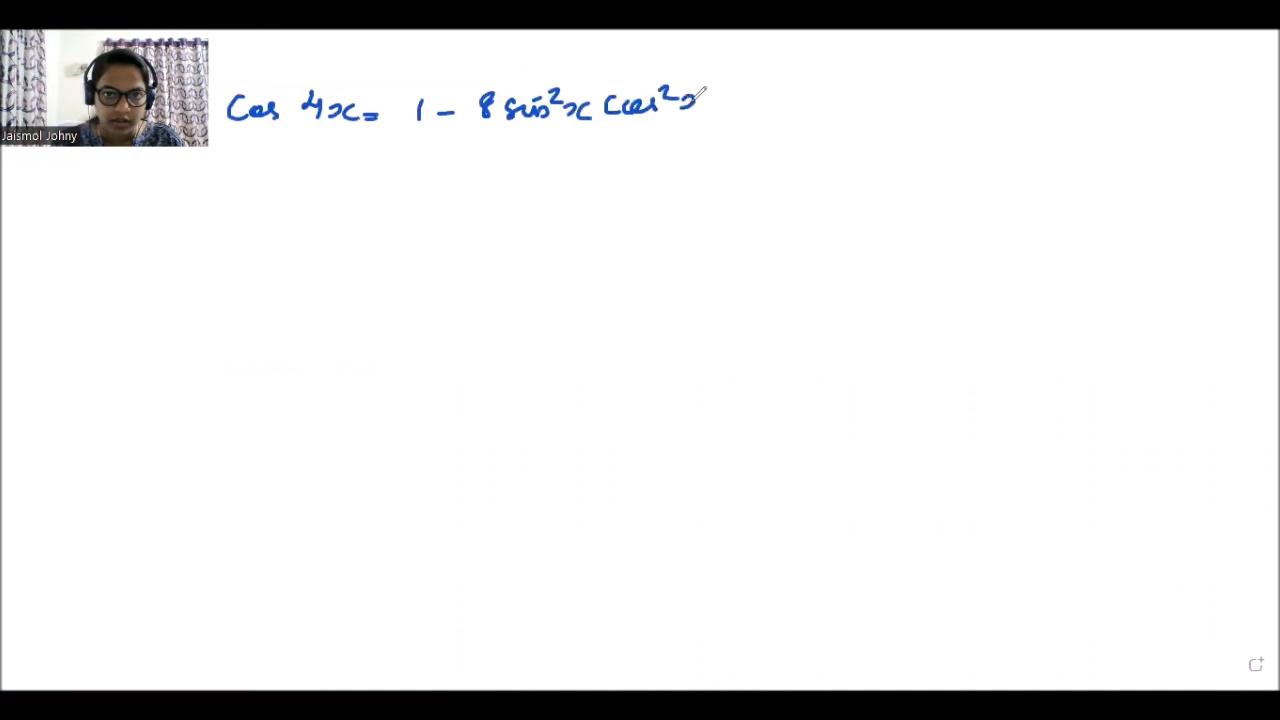 Cos 4x = 1 - 8 sin²x Cos²x
Jaismol Johny